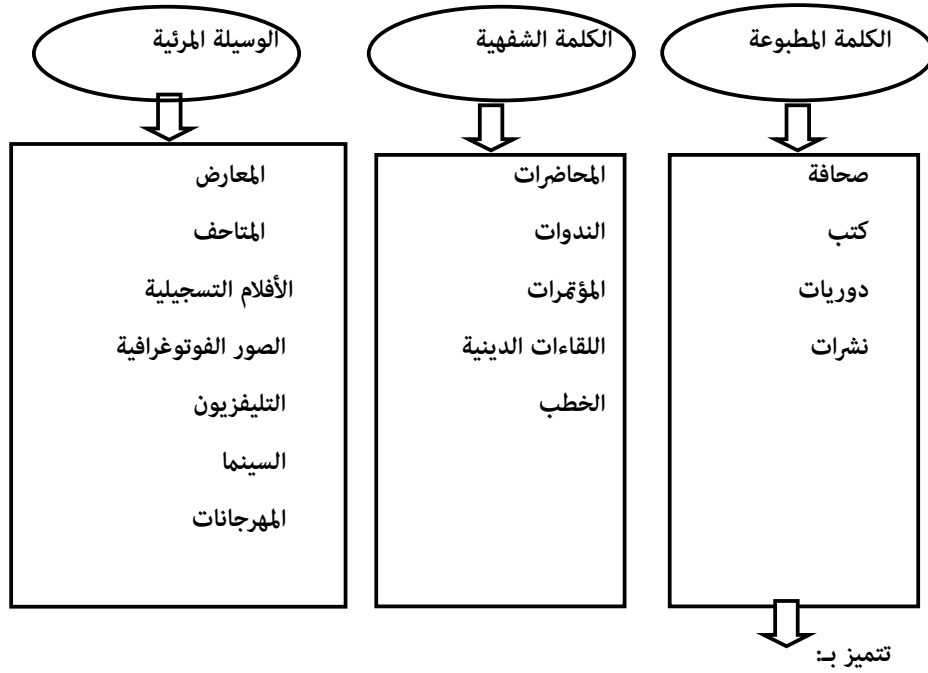 الكلمة المطبوعة
الكلمة الشفهية
الوسيلة المرئية
صحافة
كتب
دوريات
نشرات
المحاضرات
الندوات
المؤتمرات
اللقاءات الدينية
الخطب
المعارض
المتاحف
الأفلام التسجيلية
الصور الفوتوغرافية
التليفزيون
السينما
المهرجانات
تتميز بـ: